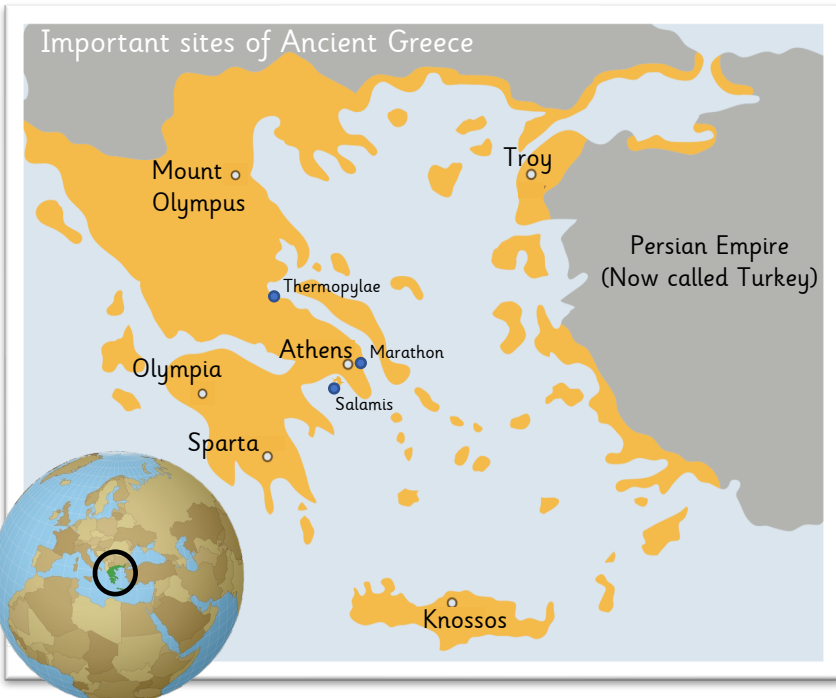 Important sites of Ancient Greece
Mount
Olympus
Troy
Persian Empire
(Now called Turkey)
Thermopylae
Athens
Marathon
Olympia
Salamis
Sparta
Knossos